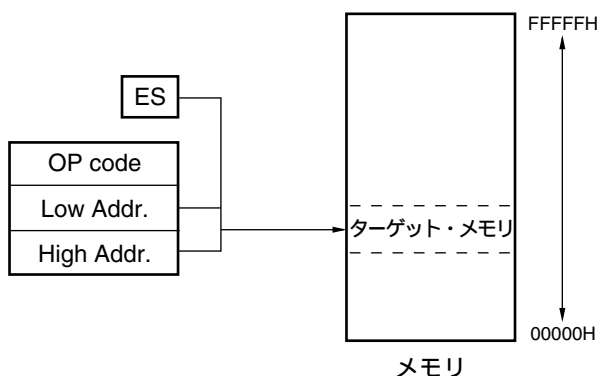 FFFFFH
ES
OP code
Low Addr.
High Addr.
ターゲット・メモリ
00000H
メモリ